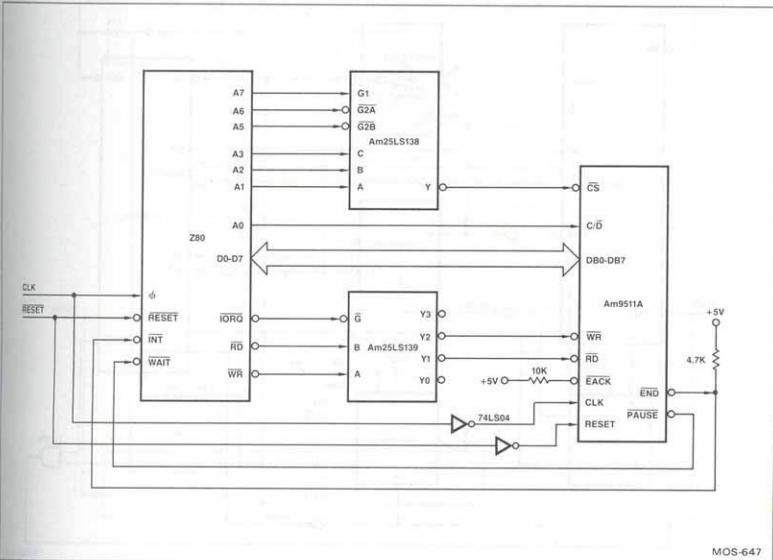 A7
A6
A5
A3
A2
A1
A0
Z80
D0-D7
G1
G2A
G2B
Am25LS138
C
B
A
Y
CS
C/D
DB0-DB7
Am9511A
CLK
RESET
ϕ
RESET
INT
WAIT
IORQ
RD
WR
G
B
A
Am25LS139
Y3
Y2
Y1
Y0
WR
RD
+5V
10K
EACK
CLK
RESET
END
PAUSE
+5V
4.7K
74LS04
MOS-647